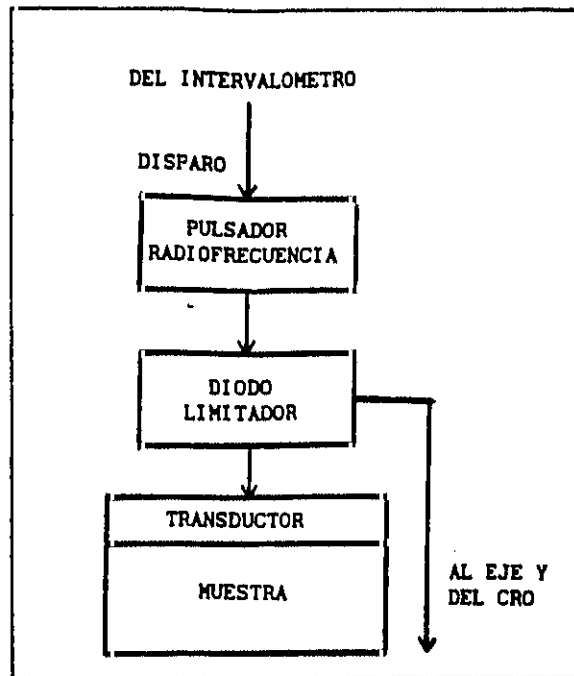 DEL INTERVALOMETRO
DISPARO
PULSADOR
RADIOFRECUENCIA
DIODO
LIMITADOR
TRANSDUCTOR
MUESTRA
AL EJE Y
DEL CRO